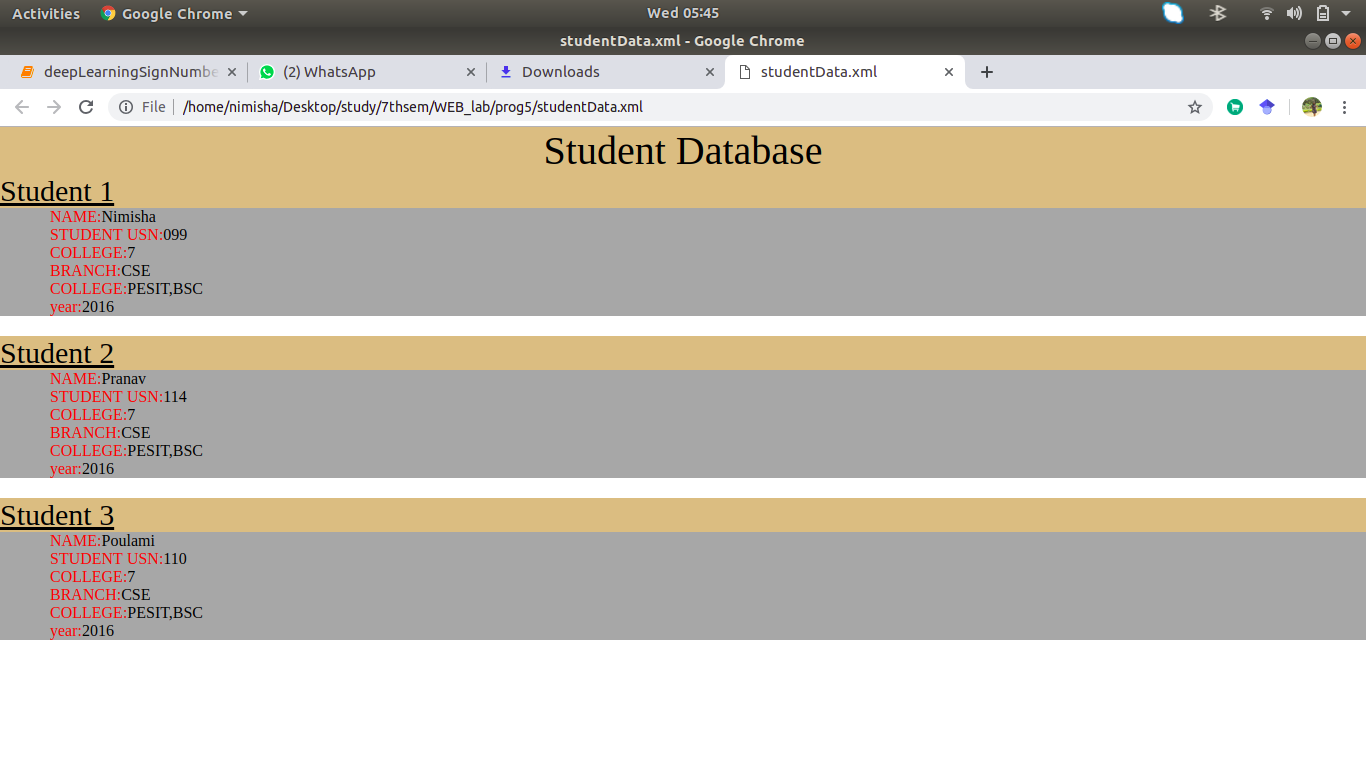 Activities Google Chrome Wed 05:45
studentData.xml - Google Chrome
deepLearningSignNumbe (2) WhatsApp Downloads studentData.xml
File /home/nimisha/Desktop/study/7thsem/WEB_lab/prog5/studentData.xml
Student Database
Student 1
NAME:Nimisha
STUDENT USN:099
COLLEGE:7
BRANCH:CSE
COLLEGE:PESIT,BSC
year:2016
Student 2
NAME:Pranav
STUDENT USN:114
COLLEGE:7
BRANCH:CSE
COLLEGE:PESIT,BSC
year:2016
Student 3
NAME:Poulami
STUDENT USN:110
COLLEGE:7
BRANCH:CSE
COLLEGE:PESIT,BSC
year:2016